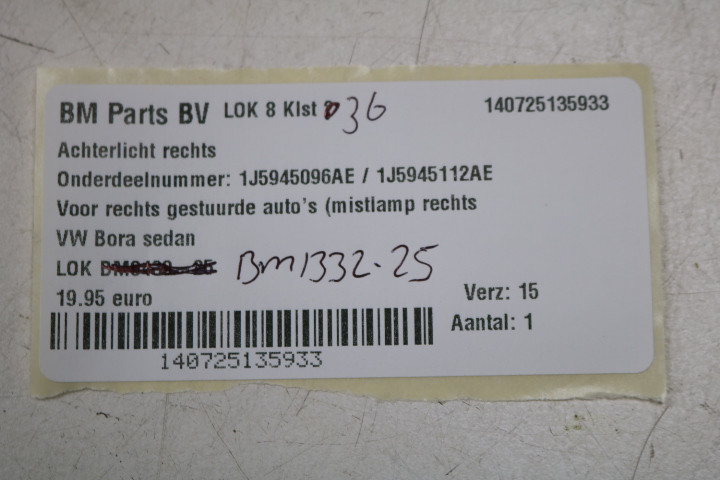 BM Parts BV LOK 8 Klst 36 140725135933
Achterlicht rechts
Onderdeelnummer: 1J5945096AE / 1J5945112AE
Voor rechts gestuurde auto's (mistlamp rechts
VW Bora sedan
LOK BM1332-25
19.95 euro Verz: 15
Aantal: 1
140725135933